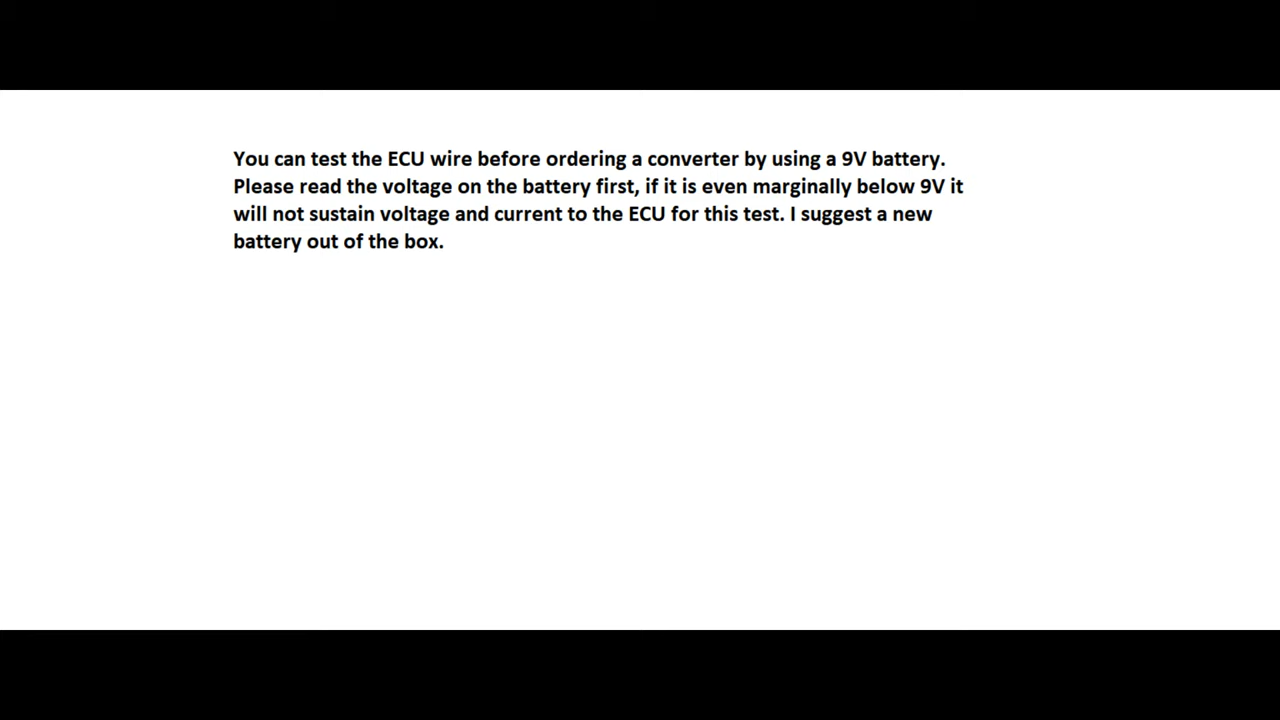 You can test the ECU wire before ordering a converter by using a 9V battery.
Please read the voltage on the battery first, if it is even marginally below 9V it
will not sustain voltage and current to the ECU for this test. I suggest a new
battery out of the box.